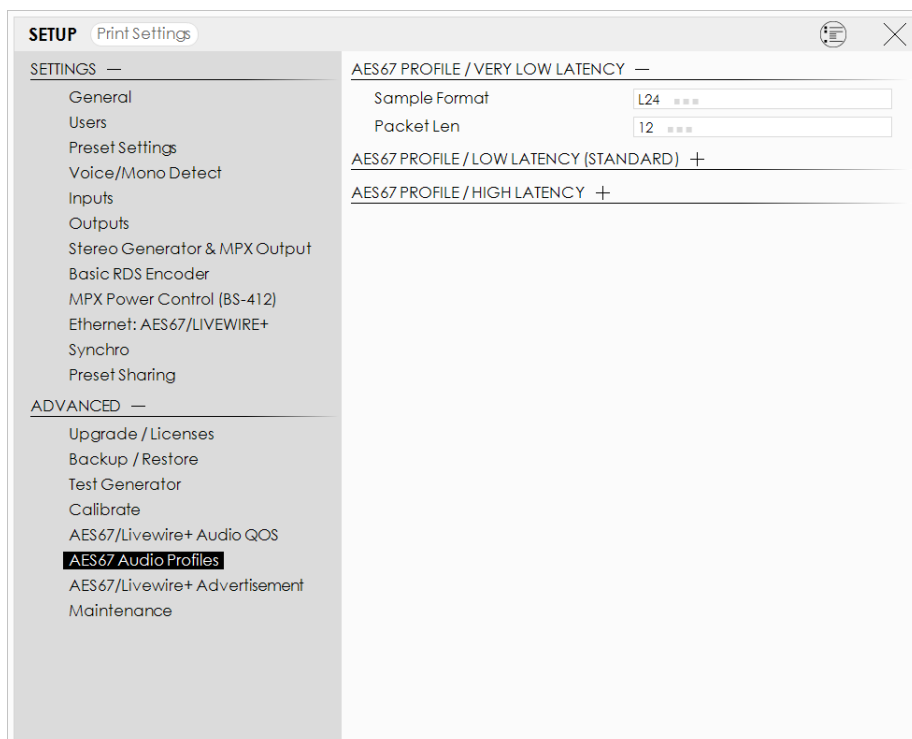 SETUP Print Settings
SETTINGS
General
Users
Preset Settings
Voice/Mono Detect
Inputs
Outputs
Stereo Generator & MPX Output
Basic RDS Encoder
MPX Power Control (BS-412)
Ethernet: AES67/LIVEWIRE+
Synchro
Preset Sharing
ADVANCED
Upgrade / Licenses
Backup / Restore
Test Generator
Calibrate
AES67/Livewire+ Audio QOS
AES67 Audio Profiles
AES67/Livewire+ Advertisement
Maintenance
AES67 PROFILE / VERY LOW LATENCY
Sample Format L24
Packet Len 12
AES67 PROFILE / LOW LATENCY (STANDARD)
AES67 PROFILE / HIGH LATENCY